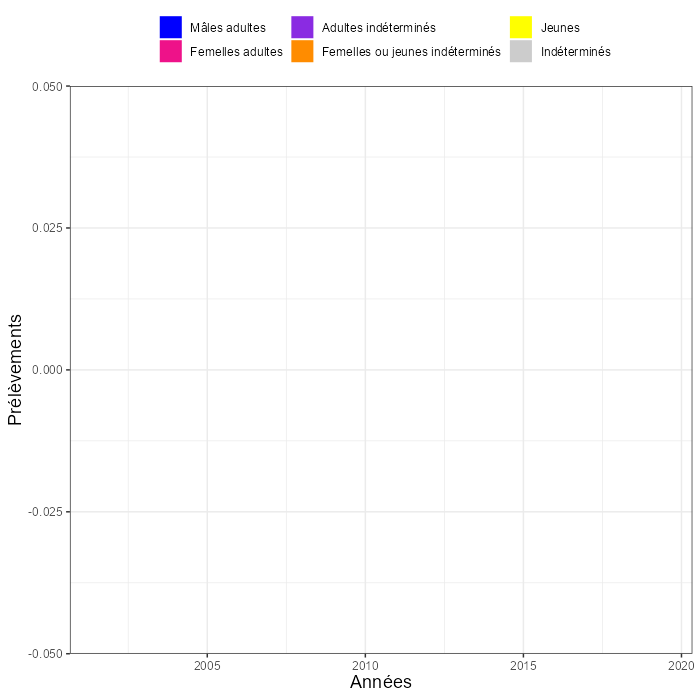 Mâles adultes Adultes indéterminés Jeunes
Femelles adultes Femelles ou jeunes indéterminés Indéterminés
0.050
0.025
0.000
-0.025
-0.050
Prélèvements
2005 2010 2015 2020
Années